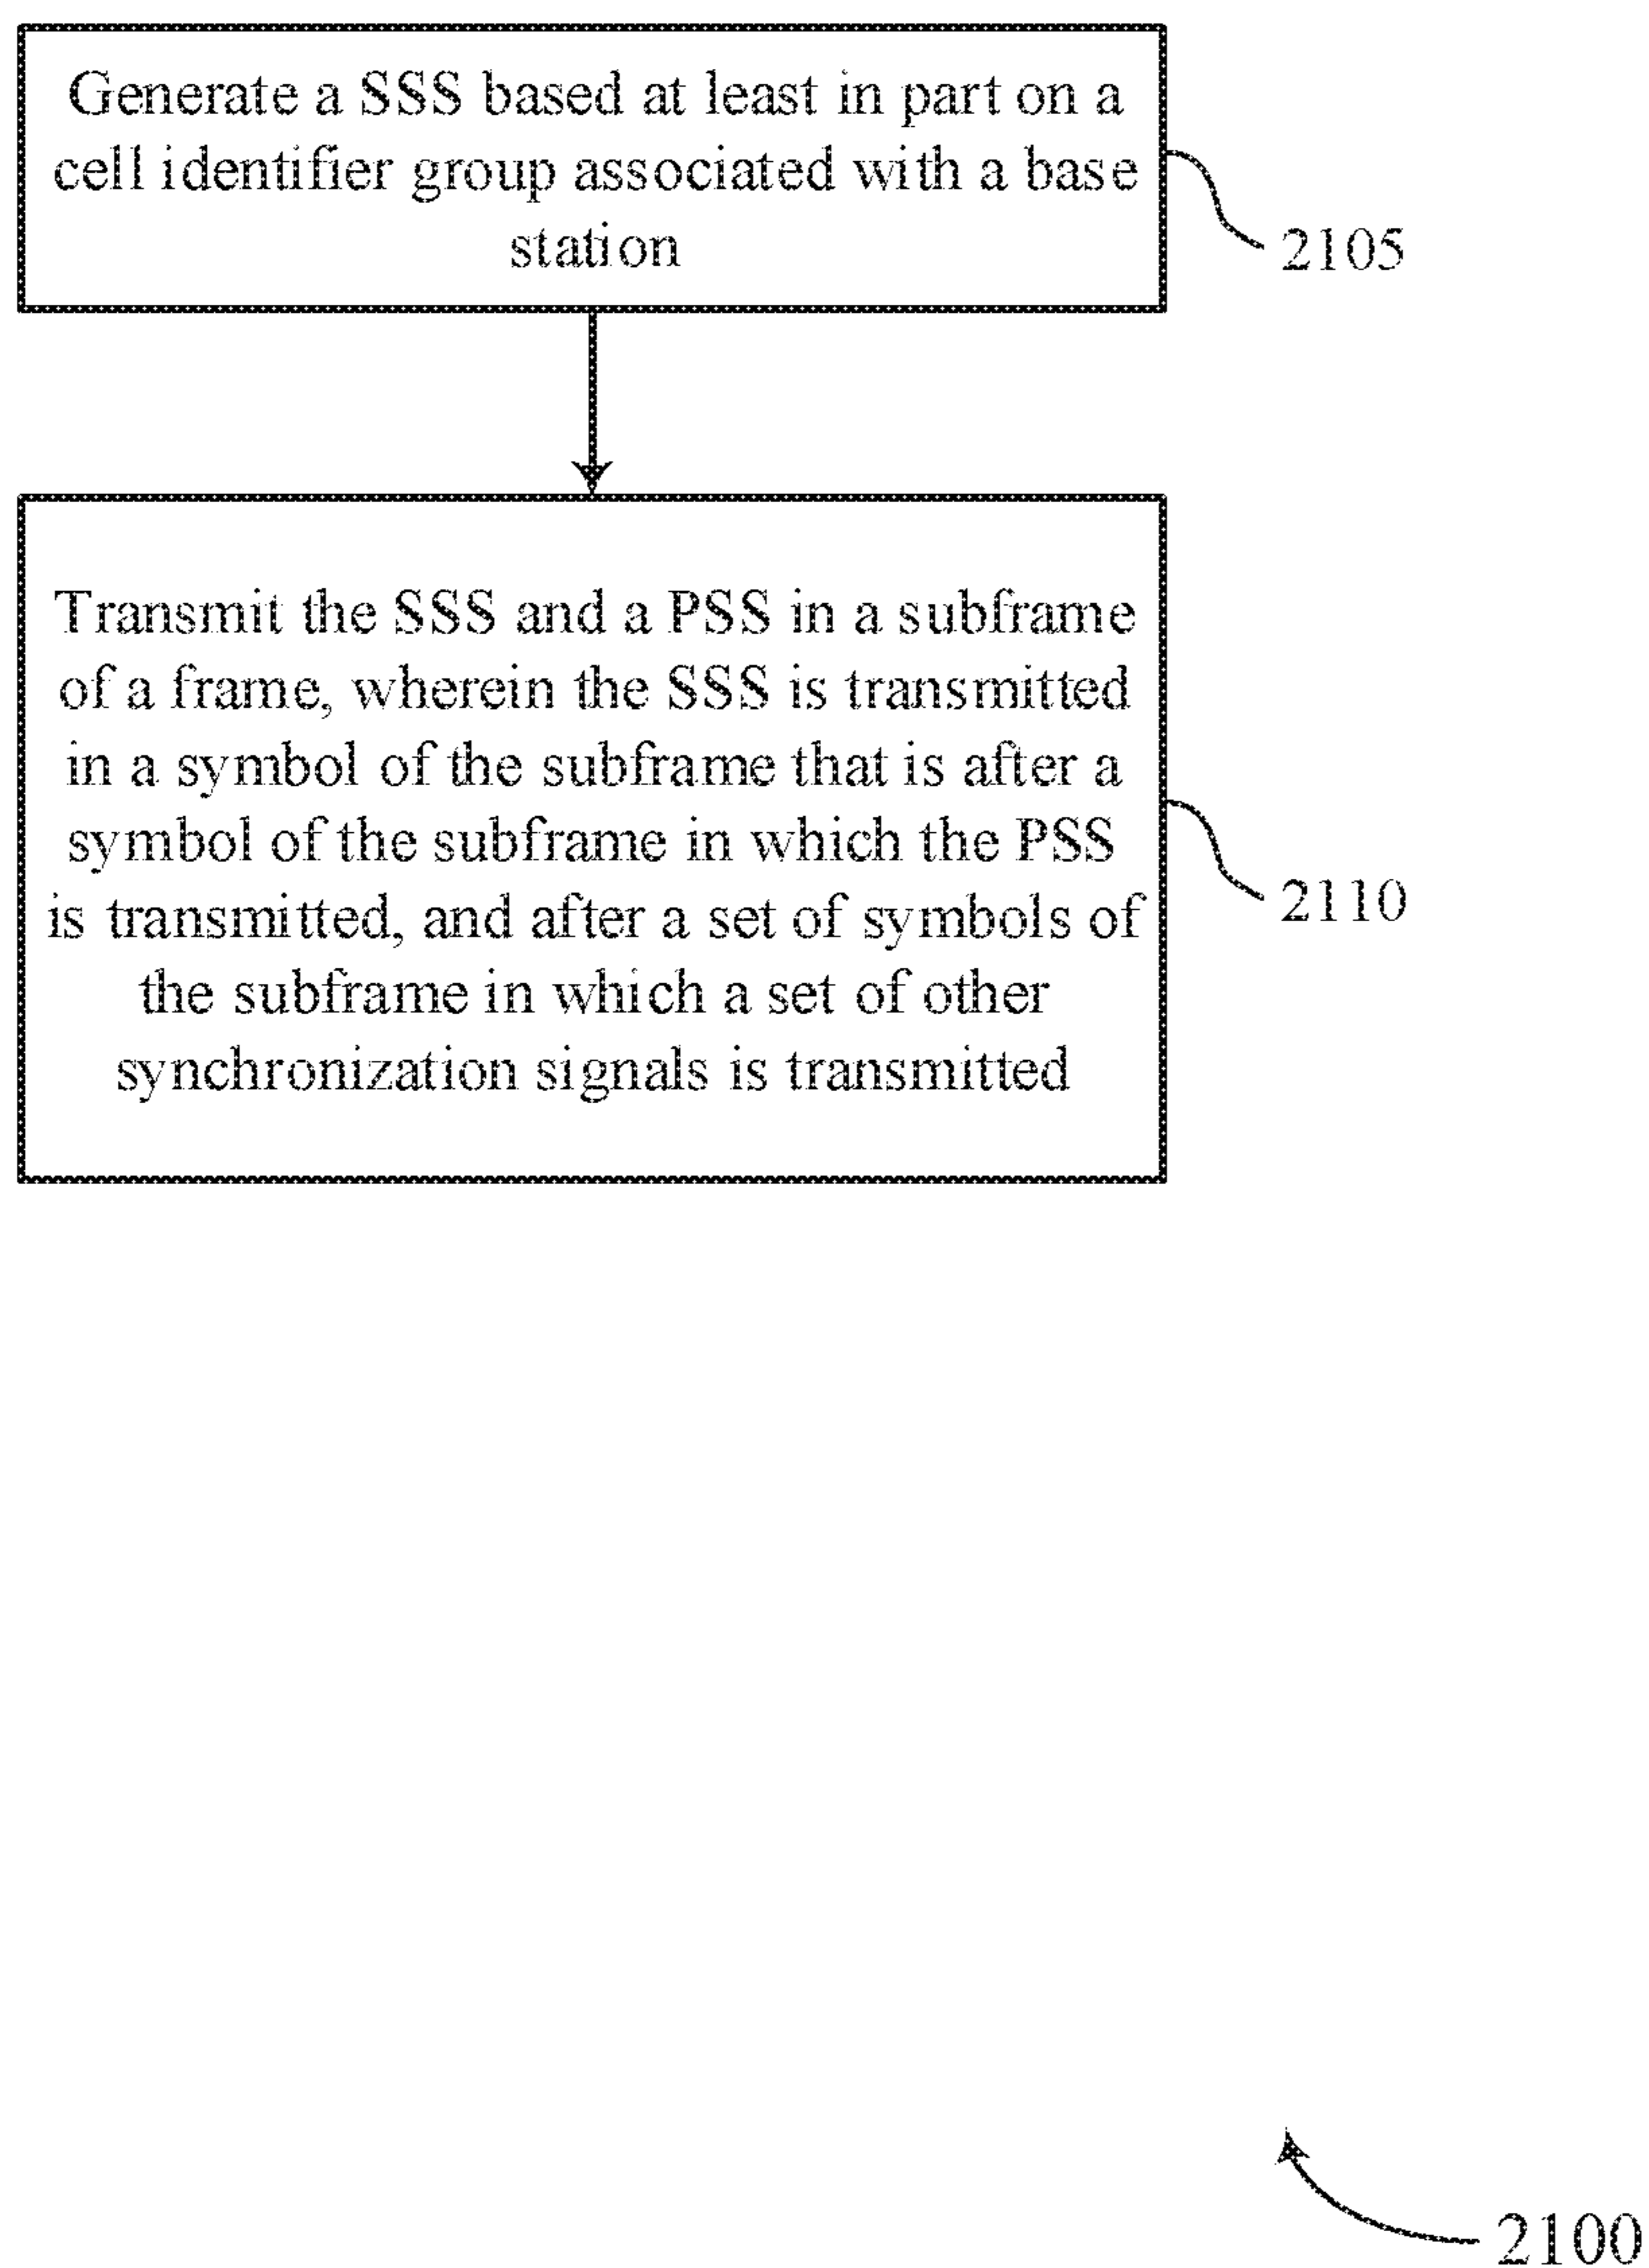 Generate a SSS based at least in part on a
cell identifier group associated with a base
station
2105
Transmit the SSS and a PSS in a subframe
of a frame, wherein the SSS is transmitted
in a symbol of the subframe that is after a
symbol of the subframe in which the PSS
is transmitted, and after a set of symbols of
the subframe in which a set of other
synchronization signals is transmitted
2110
2100